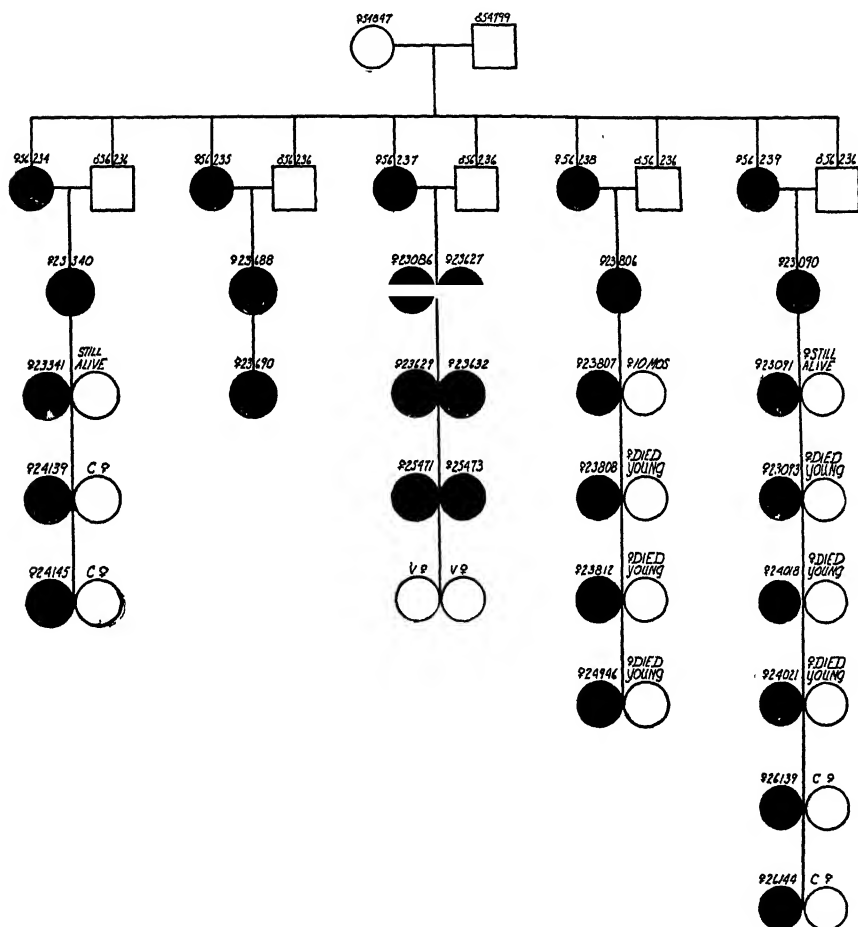 ♀54847 ♂54799
♀56234 ♂56236 ♀56235 ♂56236 ♀56237 ♂56236 ♀56238 ♂56236 ♀56239 ♂56236
♀23340 ♀23688 ♀23086 ♀23627 ♀23806 ♀23090
♀23341 STILL ALIVE ♀23690 ♀23629 ♀23632 ♀23807 ♀10 MOS ♀23091 ♀STILL ALIVE
♀24139 C ♀ ♀25471 ♀25473 ♀23808 ♀DIED YOUNG ♀23093 ♀DIED YOUNG
♀24145 C ♀ V ♀ V ♀ ♀23812 ♀DIED YOUNG ♀24018 ♀DIED YOUNG
♀24946 ♀DIED YOUNG ♀24021 ♀DIED YOUNG
♀26139 C ♀
♀26144 C ♀